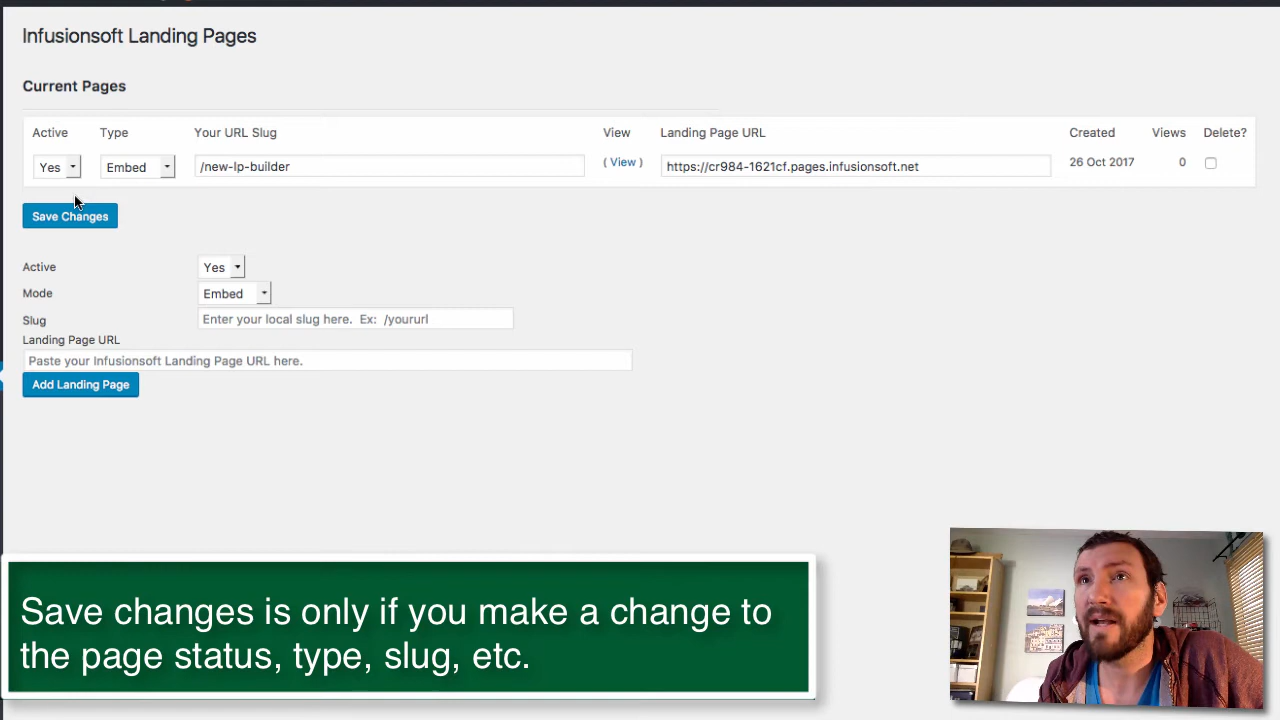 Infusionsoft Landing Pages
Current Pages
Active Type Your URL Slug View Landing Page URL Created Views Delete?
Yes Embed /new-lp-builder ( View ) https://cr984-1621cf.pages.infusionsoft.net 26 Oct 2017 0
Save Changes
Active Yes
Mode Embed
Slug Enter your local slug here. Ex: /yoururl
Landing Page URL
Paste your Infusionsoft Landing Page URL here.
Add Landing Page
Save changes is only if you make a change to
the page status, type, slug, etc.